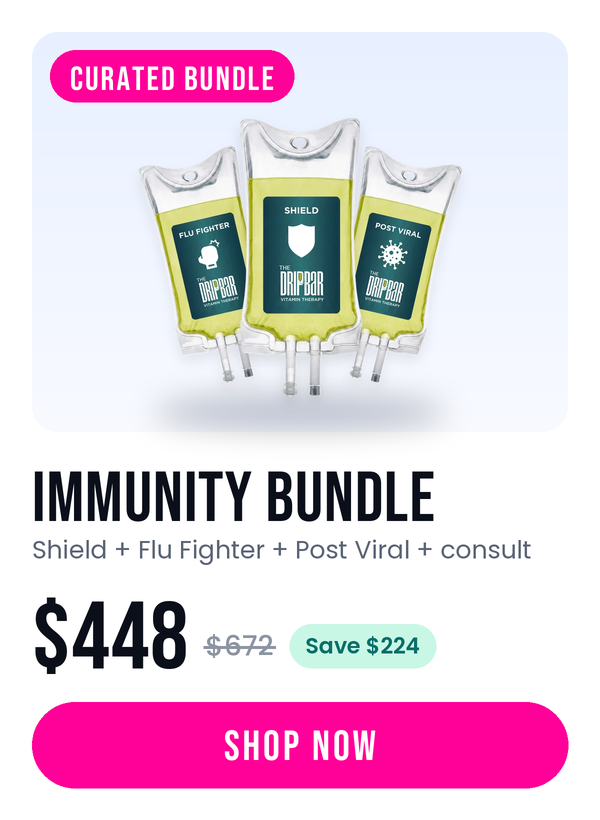 CURATED BUNDLE
FLU FIGHTER
THE
DRIPBAR
VITAMIN THERAPY
SHIELD
THE
DRIPBAR
VITAMIN THERAPY
POST VIRAL
THE
DRIPBAR
VITAMIN THERAPY
IMMUNITY BUNDLE
Shield + Flu Fighter + Post Viral + consult
$448 $672 Save $224
SHOP NOW